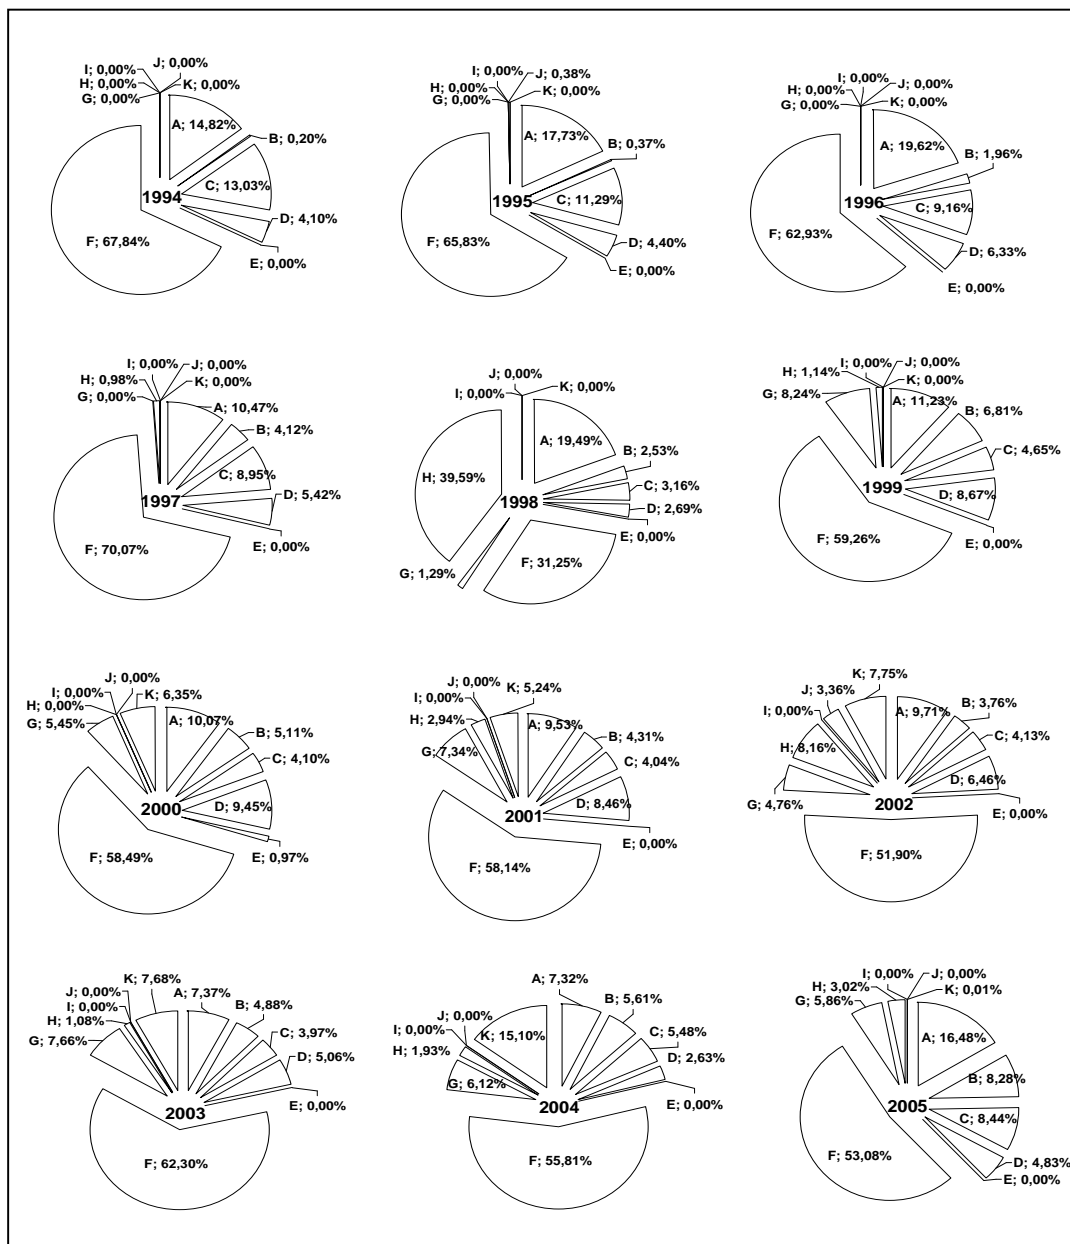 I; 0,00%
J; 0,00%
H; 0,00%
K; 0,00%
G; 0,00%
A; 14,82%
B; 0,20%
C; 13,03%
1994
D; 4,10%
F; 67,84%
E; 0,00%
I; 0,00%
J; 0,38%
H; 0,00%
K; 0,00%
G; 0,00%
A; 17,73%
B; 0,37%
C; 11,29%
1995
D; 4,40%
F; 65,83%
E; 0,00%
I; 0,00%
J; 0,00%
H; 0,00%
K; 0,00%
G; 0,00%
A; 19,62%
B; 1,96%
C; 9,16%
1996
D; 6,33%
F; 62,93%
E; 0,00%
I; 0,00%
J; 0,00%
H; 0,98%
K; 0,00%
G; 0,00%
A; 10,47%
B; 4,12%
C; 8,95%
1997
D; 5,42%
F; 70,07%
E; 0,00%
J; 0,00%
I; 0,00%
K; 0,00%
A; 19,49%
B; 2,53%
H; 39,59%
C; 3,16%
1998
D; 2,69%
E; 0,00%
F; 31,25%
G; 1,29%
I; 0,00%
J; 0,00%
H; 1,14%
K; 0,00%
G; 8,24%
A; 11,23%
B; 6,81%
C; 4,65%
1999
D; 8,67%
F; 59,26%
E; 0,00%
J; 0,00%
I; 0,00%
K; 6,35%
H; 0,00%
G; 5,45%
A; 10,07%
B; 5,11%
C; 4,10%
2000
D; 9,45%
F; 58,49%
E; 0,97%
J; 0,00%
K; 5,24%
I; 0,00%
H; 2,94%
A; 9,53%
G; 7,34%
B; 4,31%
C; 4,04%
2001
D; 8,46%
E; 0,00%
F; 58,14%
K; 7,75%
J; 3,36%
I; 0,00%
A; 9,71%
B; 3,76%
H; 8,16%
C; 4,13%
G; 4,76%
D; 6,46%
2002
E; 0,00%
F; 51,90%
K; 7,68%
J; 0,00%
A; 7,37%
I; 0,00%
B; 4,88%
H; 1,08%
G; 7,66%
C; 3,97%
D; 5,06%
2003
E; 0,00%
F; 62,30%
A; 7,32%
J; 0,00%
B; 5,61%
I; 0,00%
K; 15,10%
C; 5,48%
H; 1,93%
D; 2,63%
G; 6,12%
2004
E; 0,00%
F; 55,81%
I; 0,00%
J; 0,00%
H; 3,02%
K; 0,01%
G; 5,86%
A; 16,48%
B; 8,28%
2005
C; 8,44%
F; 53,08%
D; 4,83%
E; 0,00%